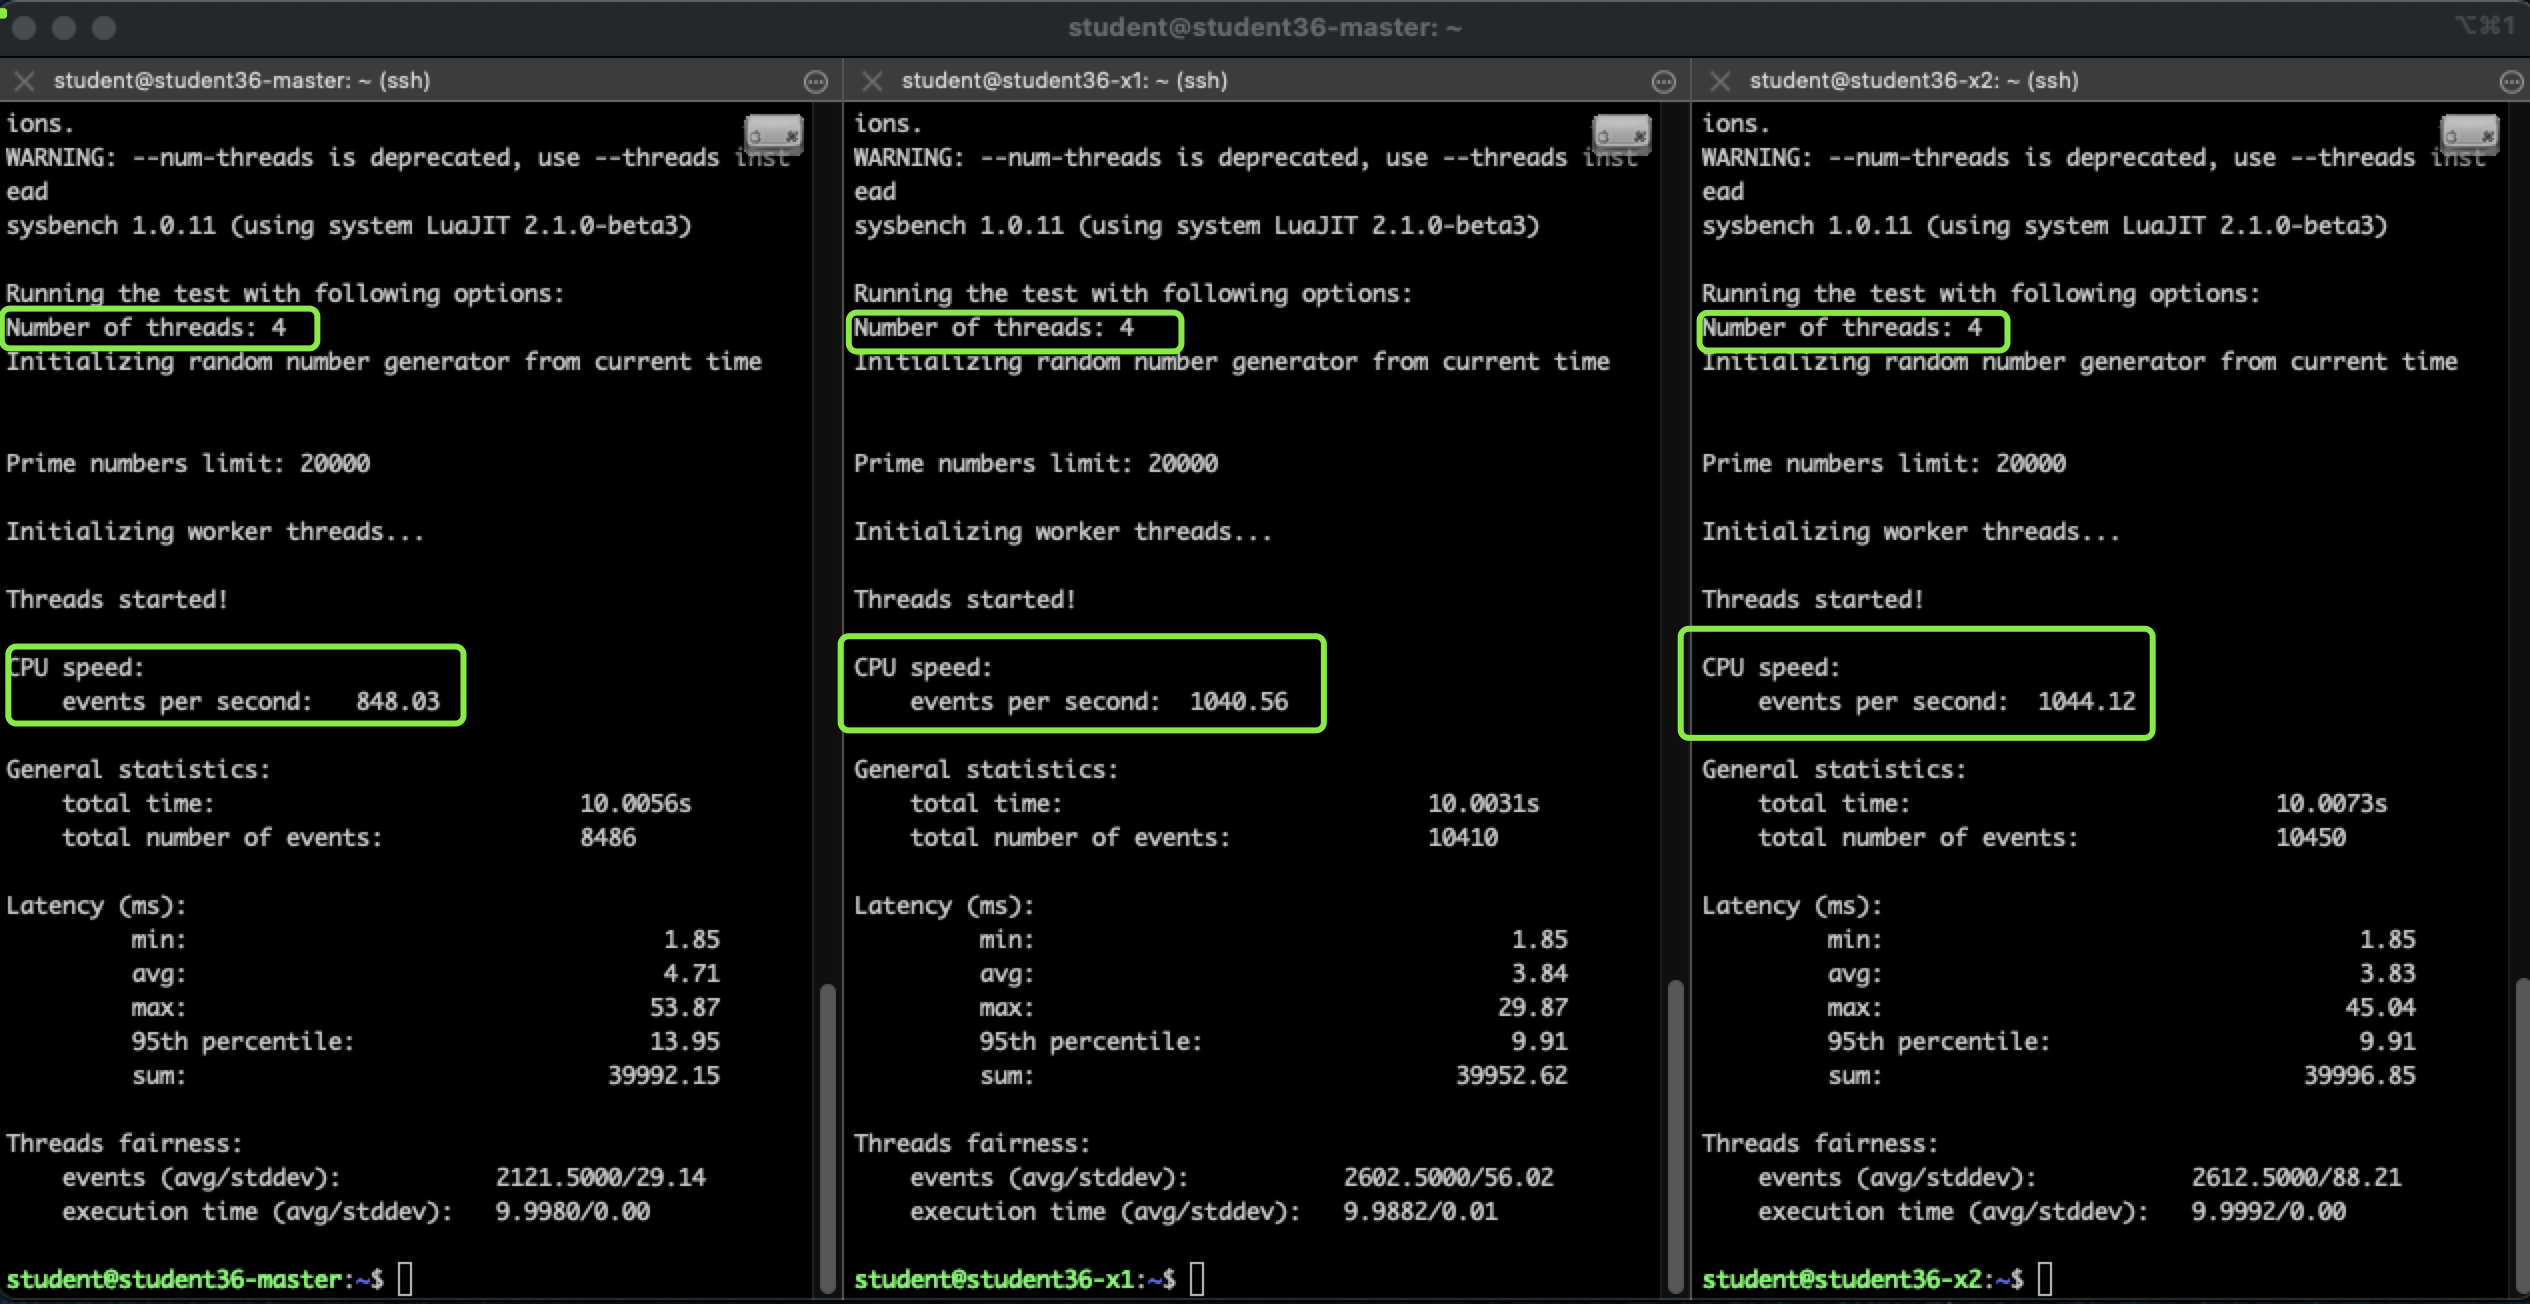 student@student36-master: ~
⌥⌘1
student@student36-master: ~ (ssh)
ions.
WARNING: --num-threads is deprecated, use --threads inst
ead
sysbench 1.0.11 (using system LuaJIT 2.1.0-beta3)
Running the test with following options:
Number of threads: 4
Initializing random number generator from current time
Prime numbers limit: 20000
Initializing worker threads...
Threads started!
CPU speed:
events per second: 848.03
General statistics:
total time: 10.0056s
total number of events: 8486
Latency (ms):
min: 1.85
avg: 4.71
max: 53.87
95th percentile: 13.95
sum: 39992.15
Threads fairness:
events (avg/stddev): 2121.5000/29.14
execution time (avg/stddev): 9.9980/0.00
student@student36-master:~$
student@student36-x1: ~ (ssh)
ions.
WARNING: --num-threads is deprecated, use --threads inst
ead
sysbench 1.0.11 (using system LuaJIT 2.1.0-beta3)
Running the test with following options:
Number of threads: 4
Initializing random number generator from current time
Prime numbers limit: 20000
Initializing worker threads...
Threads started!
CPU speed:
events per second: 1040.56
General statistics:
total time: 10.0031s
total number of events: 10410
Latency (ms):
min: 1.85
avg: 3.84
max: 29.87
95th percentile: 9.91
sum: 39952.62
Threads fairness:
events (avg/stddev): 2602.5000/56.02
execution time (avg/stddev): 9.9882/0.01
student@student36-x1:~$
student@student36-x2: ~ (ssh)
ions.
WARNING: --num-threads is deprecated, use --threads inst
ead
sysbench 1.0.11 (using system LuaJIT 2.1.0-beta3)
Running the test with following options:
Number of threads: 4
Initializing random number generator from current time
Prime numbers limit: 20000
Initializing worker threads...
Threads started!
CPU speed:
events per second: 1044.12
General statistics:
total time: 10.0073s
total number of events: 10450
Latency (ms):
min: 1.85
avg: 3.83
max: 45.04
95th percentile: 9.91
sum: 39996.85
Threads fairness:
events (avg/stddev): 2612.5000/88.21
execution time (avg/stddev): 9.9992/0.00
student@student36-x2:~$